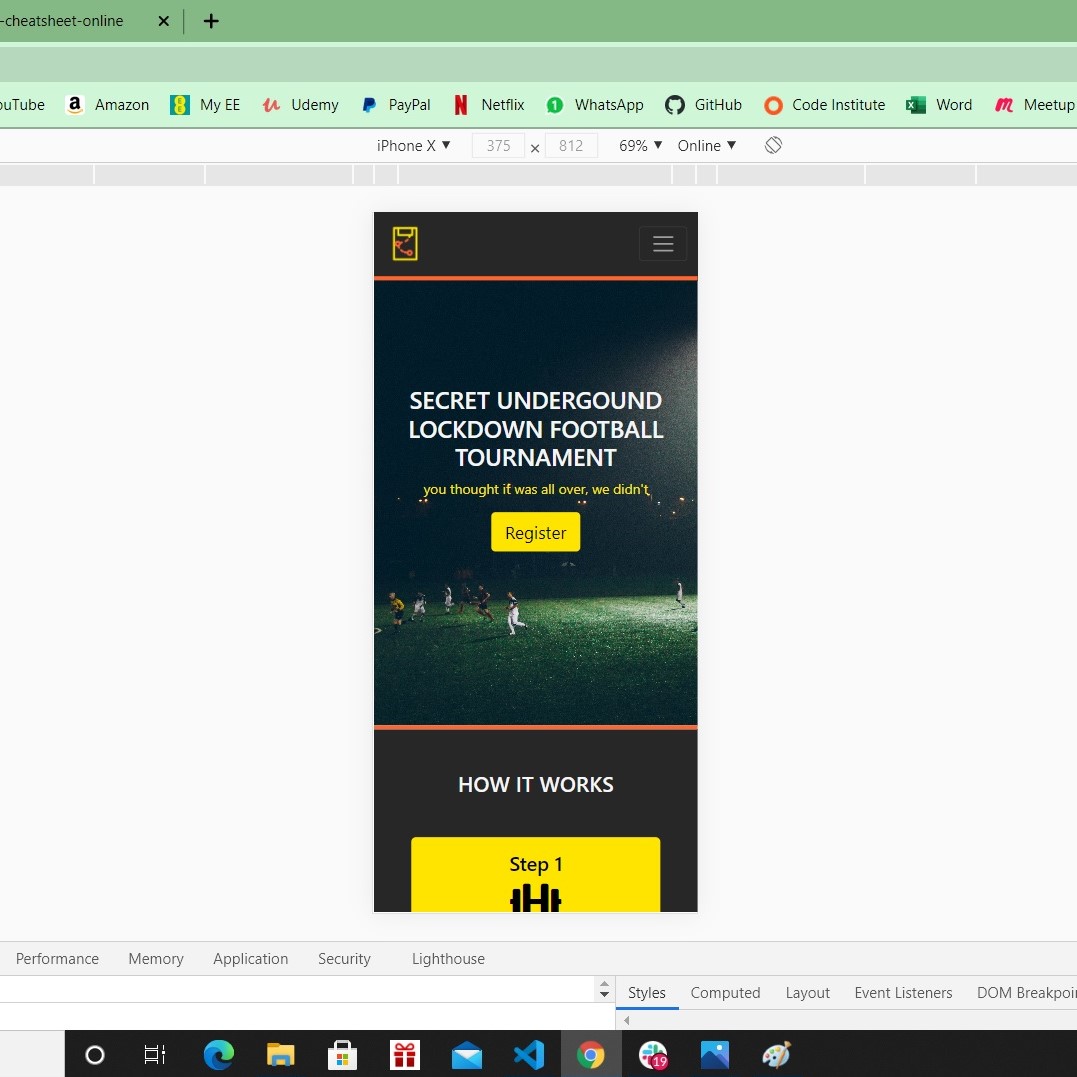 -cheatsheet-online
ouTube Amazon My EE Udemy PayPal Netflix WhatsApp GitHub Code Institute Word Meetup
iPhone X 375 × 812 69% Online
SECRET UNDERGOUND
LOCKDOWN FOOTBALL
TOURNAMENT
you thought it was all over, we didn't
Register
HOW IT WORKS
Step 1
Performance Memory Application Security Lighthouse
Styles Computed Layout Event Listeners DOM Breakpoi
19